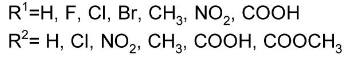 R¹=H, F, Cl, Br, CH₃, NO₂, COOH
R²= H, Cl, NO₂, CH₃, COOH, COOCH₃